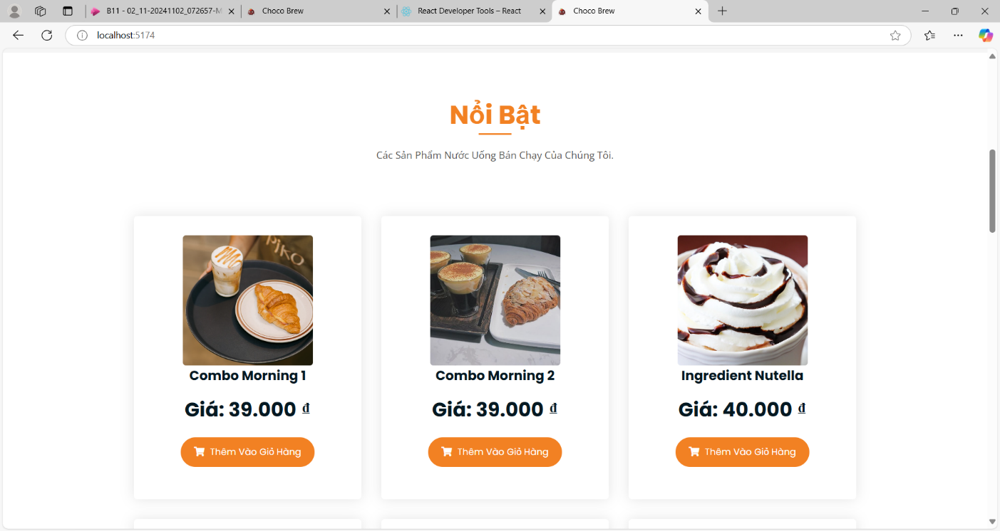 B11 - 02_11-20241102_072657-M
Choco Brew
React Developer Tools – React
Choco Brew
localhost:5174
Nổi Bật
Các Sản Phẩm Nước Uống Bán Chạy Của Chúng Tôi.
PIKO
Combo Morning 1
Combo Morning 2
Ingredient Nutella
Giá: 39.000 ₫
Giá: 39.000 ₫
Giá: 40.000 ₫
Thêm Vào Giỏ Hàng
Thêm Vào Giỏ Hàng
Thêm Vào Giỏ Hàng